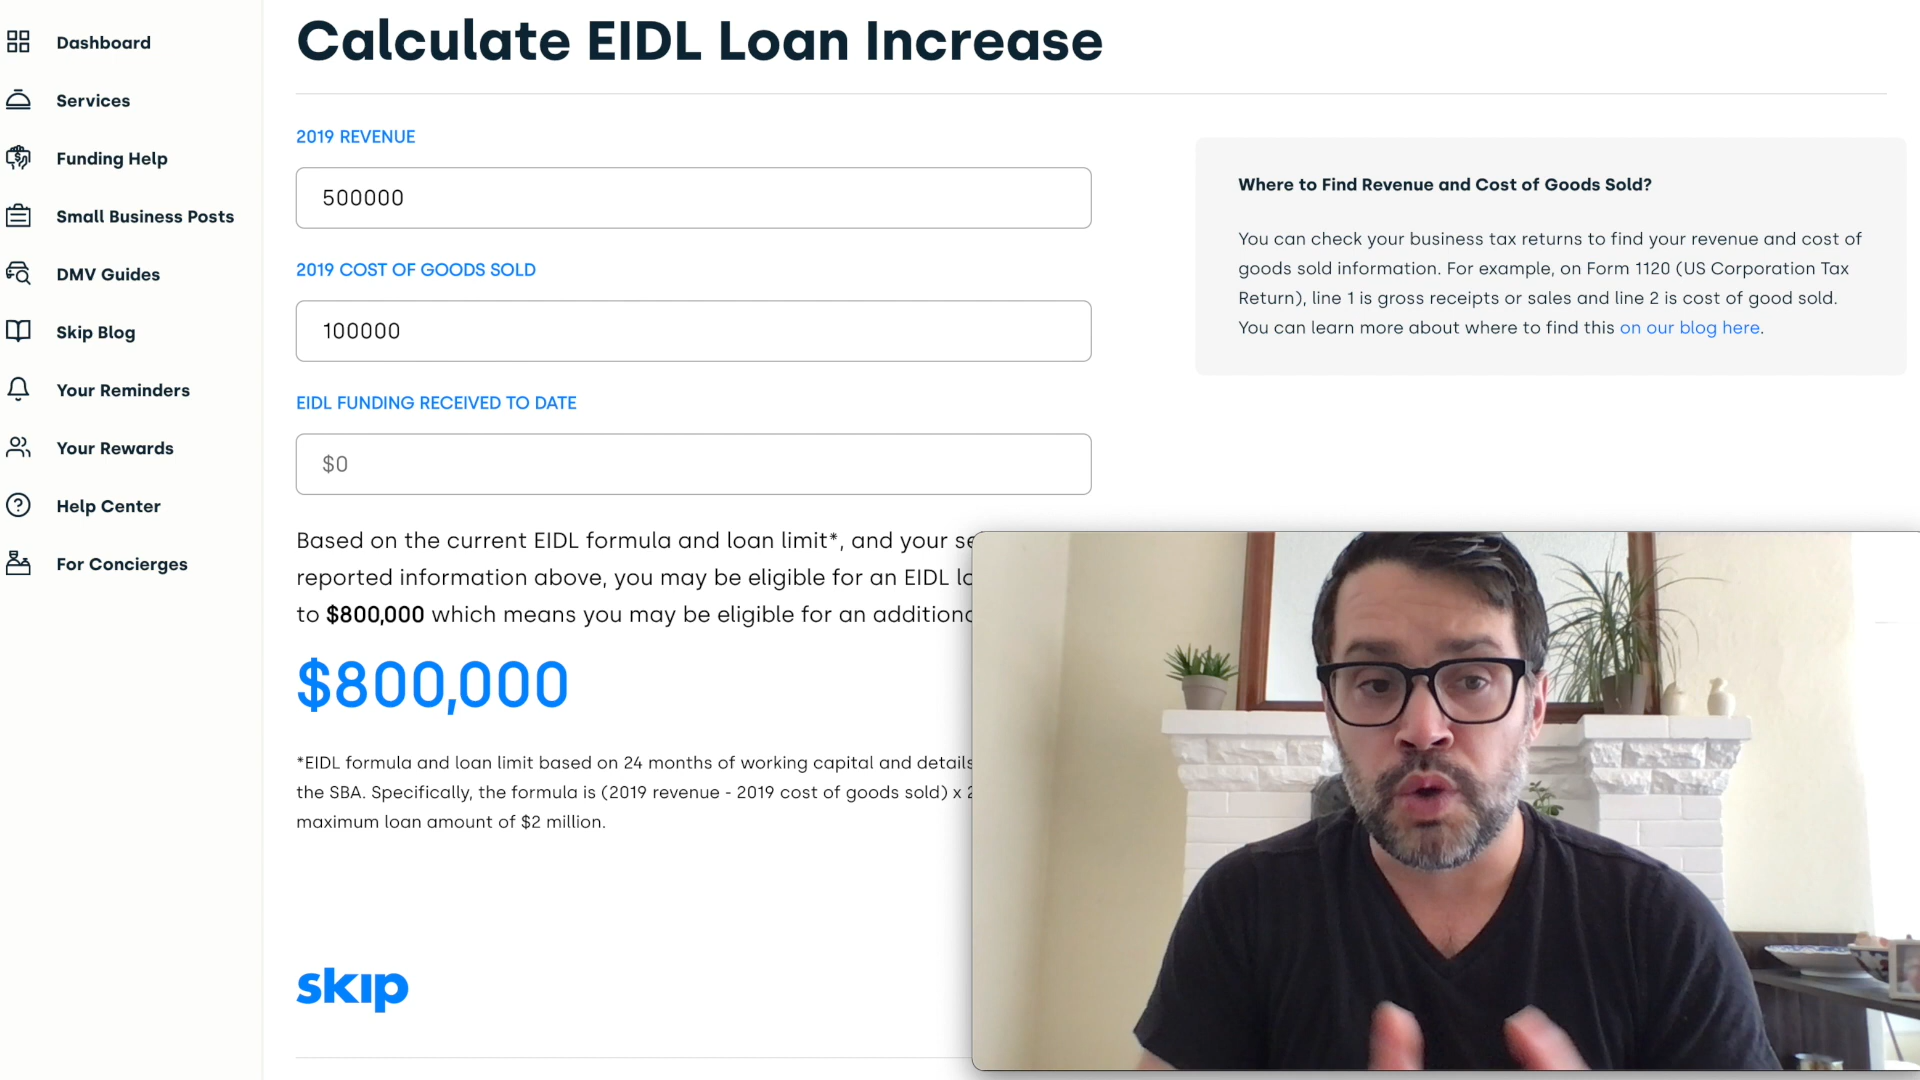 Calculate EIDL Loan Increase
Dashboard
Services
Funding Help
Small Business Posts
DMV Guides
Skip Blog
Your Reminders
Your Rewards
Help Center
For Concierges
2019 REVENUE
500000
2019 COST OF GOODS SOLD
100000
EIDL FUNDING RECEIVED TO DATE
$0
Based on the current EIDL formula and loan limit*, and your
reported information above, you may be eligible for an EIDL
to $800,000 which means you may be eligible for an
$800,000
*EIDL formula and loan limit based on 24 months of working capital and details
the SBA. Specifically, the formula is (2019 revenue - 2019 cost of goods sold) x
maximum loan amount of $2 million.
skip
Where to Find Revenue and Cost of Goods Sold?
You can check your business tax returns to find your revenue and cost of
goods sold information. For example, on Form 1120 (US Corporation Tax
Return), line 1 is gross receipts or sales and line 2 is cost of good sold.
You can learn more about where to find this on our blog here.